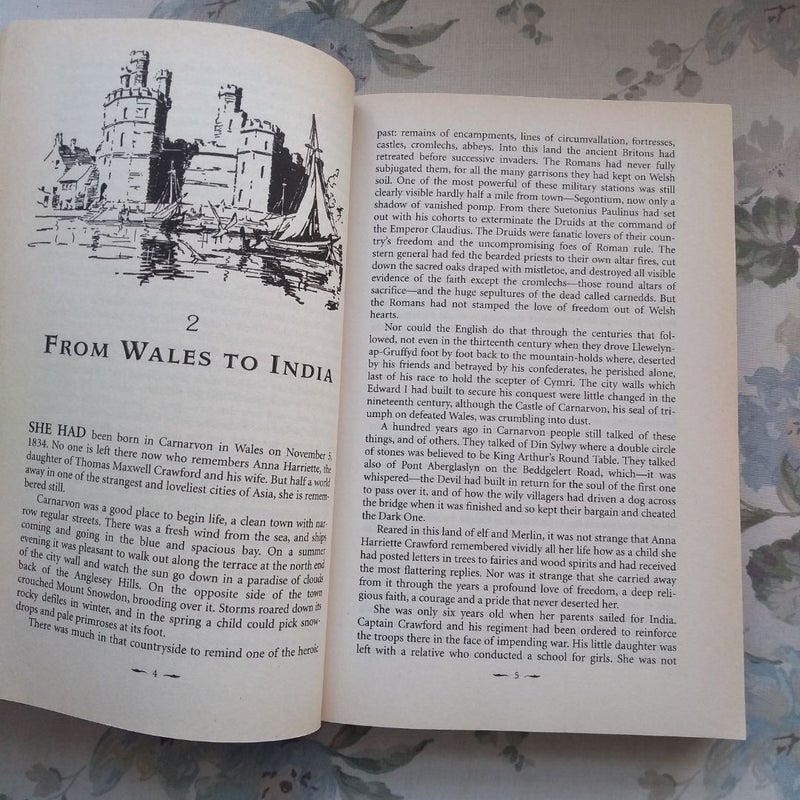 2
FROM WALES TO INDIA
SHE HAD been born in Carnarvon in Wales on November 5,
1834. No one is left there now who remembers Anna Harriette, the
daughter of Thomas Maxwell Crawford and his wife. But half a world
away in one of the strangest and loveliest cities of Asia, she is remem-
bered still.
Carnarvon was a good place to begin life, a clean town with nar-
row regular streets. There was a fresh wind from the sea, and ships
coming and going in the blue and spacious bay. On a summer
evening it was pleasant to walk out along the terrace at the north end
of the city wall and watch the sun go down in a paradise of clouds
back of the Anglesey Hills. On the opposite side of the town
crouched Mount Snowdon, brooding over it. Storms roared down its
rocky defiles in winter, and in the spring a child could pick snow-
drops and pale primroses at its foot.
There was much in that countryside to remind one of the heroic
4
past: remains of encampments, lines of circumvallation, fortresses,
castles, cromlechs, abbeys. Into this land the ancient Britons had
retreated before successive invaders. The Romans had never fully
subjugated them, for all the many garrisons they had kept on Welsh
soil. One of the most powerful of these military stations was still
clearly visible hardly half a mile from town—Segontium, now only a
shadow of vanished pomp. From there Suetonius Paulinus had set
out with his cohorts to exterminate the Druids at the command of
the Emperor Claudius. The Druids were fanatic lovers of their coun-
try's freedom and the uncompromising foes of Roman rule. The
stern general had fed the bearded priests to their own altar fires, cut
down the sacred oaks draped with mistletoe, and destroyed all visible
evidence of the faith except the cromlechs—those round altars of
sacrifice—and the huge sepultures of the dead called carnedds. But
the Romans had not stamped the love of freedom out of Welsh
hearts.
Nor could the English do that through the centuries that fol-
lowed, not even in the thirteenth century when they drove Llewelyn-
ap-Gruffyd foot by foot back to the mountain-holds where, deserted
by his friends and betrayed by his confederates, he perished alone,
last of his race to hold the scepter of Cymri. The city walls which
Edward I had built to secure his conquest were little changed in the
nineteenth century, although the Castle of Carnarvon, his seal of tri-
umph on defeated Wales, was crumbling into dust.
A hundred years ago in Carnarvon people still talked of these
things, and of others. They talked of Din Sylwy where a double circle
of stones was believed to be King Arthur's Round Table. They talked
also of Pont Aberglaslyn on the Beddgelert Road, which—it was
whispered—the Devil had built in return for the soul of the first one
to pass over it, and of how the wily villagers had driven a dog across
the bridge when it was finished and so kept their bargain and cheated
the Dark One.
Reared in this land of elf and Merlin, it was not strange that Anna
Harriette Crawford remembered vividly all her life how as a child she
had posted letters in trees to fairies and wood spirits and had received
the most flattering replies. Nor was it strange that she carried away
from it through the years a profound love of freedom, a deep reli-
gious faith, a courage and a pride that never deserted her.
She was only six years old when her parents sailed for India.
Captain Crawford and his regiment had been ordered to reinforce
the troops there in the face of impending war. His little daughter was
left with a relative who conducted a school for girls. She was not
5